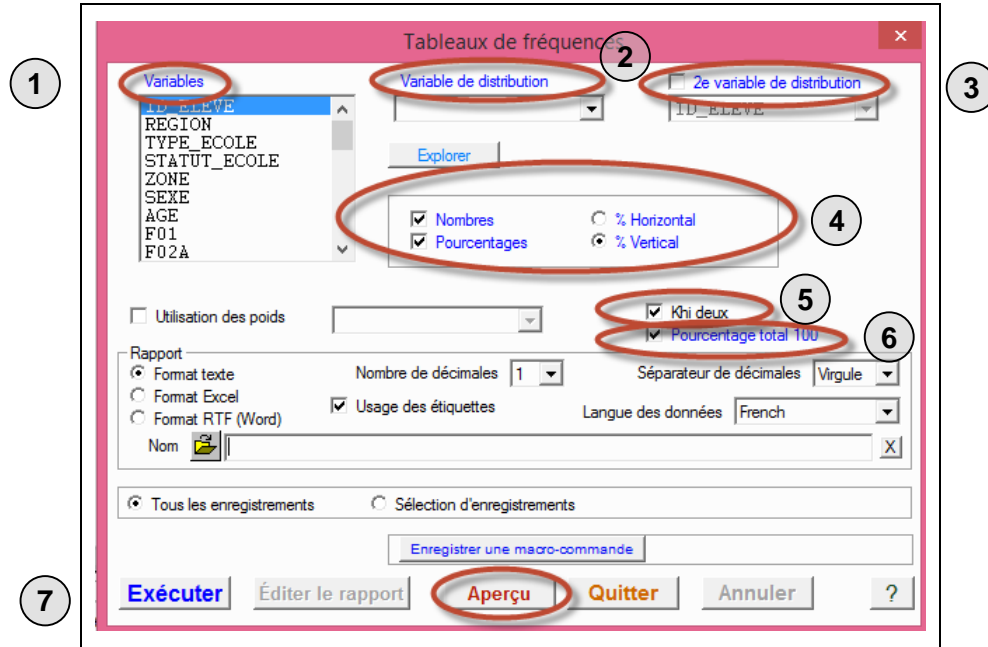 Tableaux de fréquences
×
1
2
3
Variables
Variable de distribution
2e variable de distribution
ID_ELEVE
REGION
TYPE_ECOLE
STATUT_ECOLE
ZONE
SEXE
AGE
F01
F02A
ID_ELEVE
Explorer
Nombres
% Horizontal
Pourcentages
% Vertical
4
5
Utilisation des poids
Khi deux
Pourcentage total 100
6
Rapport
Format texte
Nombre de décimales
1
Séparateur de décimales
Virgule
Format Excel
Usage des étiquettes
Langue des données
French
Format RTF (Word)
Nom
X
Tous les enregistrements
Sélection d'enregistrements
Enregistrer une macro-commande
7
Exécuter
Éditer le rapport
Aperçu
Quitter
Annuler
?